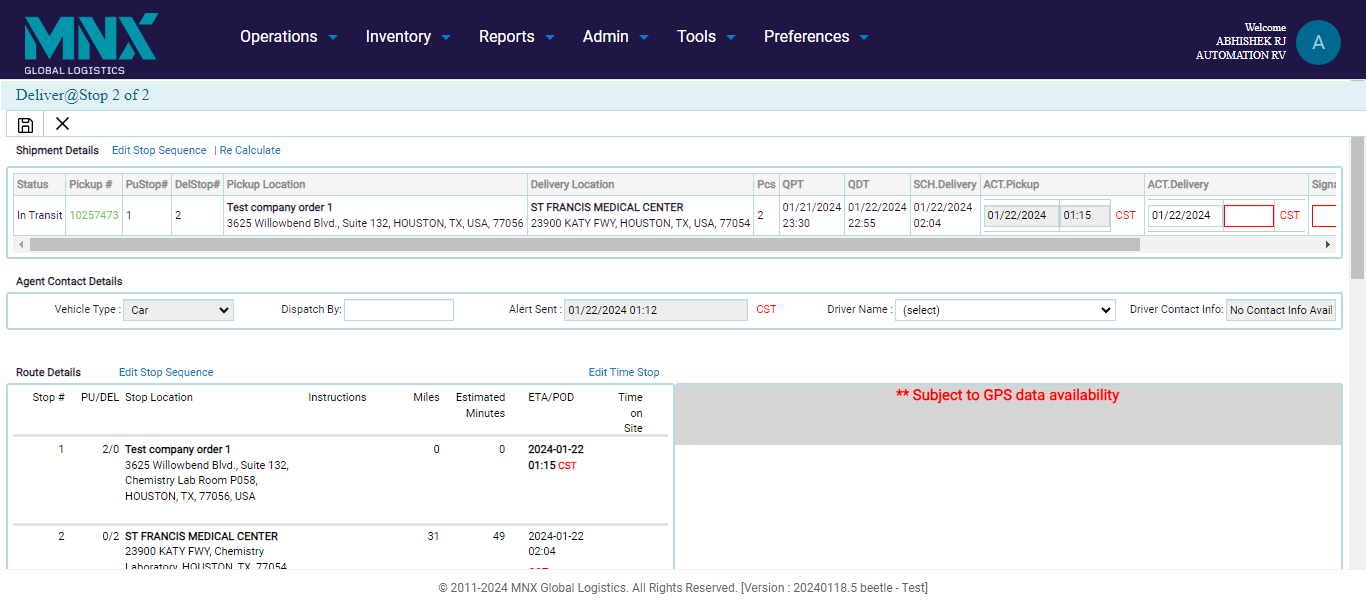 MNX
GLOBAL LOGISTICS
Operations Inventory Reports Admin Tools Preferences
Welcome
ABHISHEK RJ
AUTOMATION RV
A
Deliver@Stop 2 of 2
Shipment Details Edit Stop Sequence | Re Calculate
Status Pickup # PuStop# DelStop# Pickup Location Delivery Location Pcs QPT QDT SCH.Delivery ACT.Pickup ACT.Delivery Signa
In Transit 10257473 1 2 Test company order 1 ST FRANCIS MEDICAL CENTER 2 01/21/2024 01/22/2024 01/22/2024 01/22/2024 01:15 CST 01/22/2024 CST
3625 Willowbend Blvd., Suite 132, HOUSTON, TX, USA, 77056 23900 KATY FWY, HOUSTON, TX, USA, 77054 23:30 22:55 02:04
Agent Contact Details
Vehicle Type : Car Dispatch By: Alert Sent : 01/22/2024 01:12 CST Driver Name : (select) Driver Contact Info: No Contact Info Avail
Route Details Edit Stop Sequence Edit Time Stop
Stop # PU/DEL Stop Location Instructions Miles Estimated ETA/POD Time
Minutes on
Site
1 2/0 Test company order 1 0 0 2024-01-22
3625 Willowbend Blvd., Suite 132, 01:15 CST
Chemistry Lab Room P058,
HOUSTON, TX, 77056, USA
2 0/2 ST FRANCIS MEDICAL CENTER 31 49 2024-01-22
23900 KATY FWY, Chemistry 02:04
Laboratory, HOUSTON, TX, 77054
CST
** Subject to GPS data availability
© 2011-2024 MNX Global Logistics. All Rights Reserved. [Version : 20240118.5 beetle - Test]